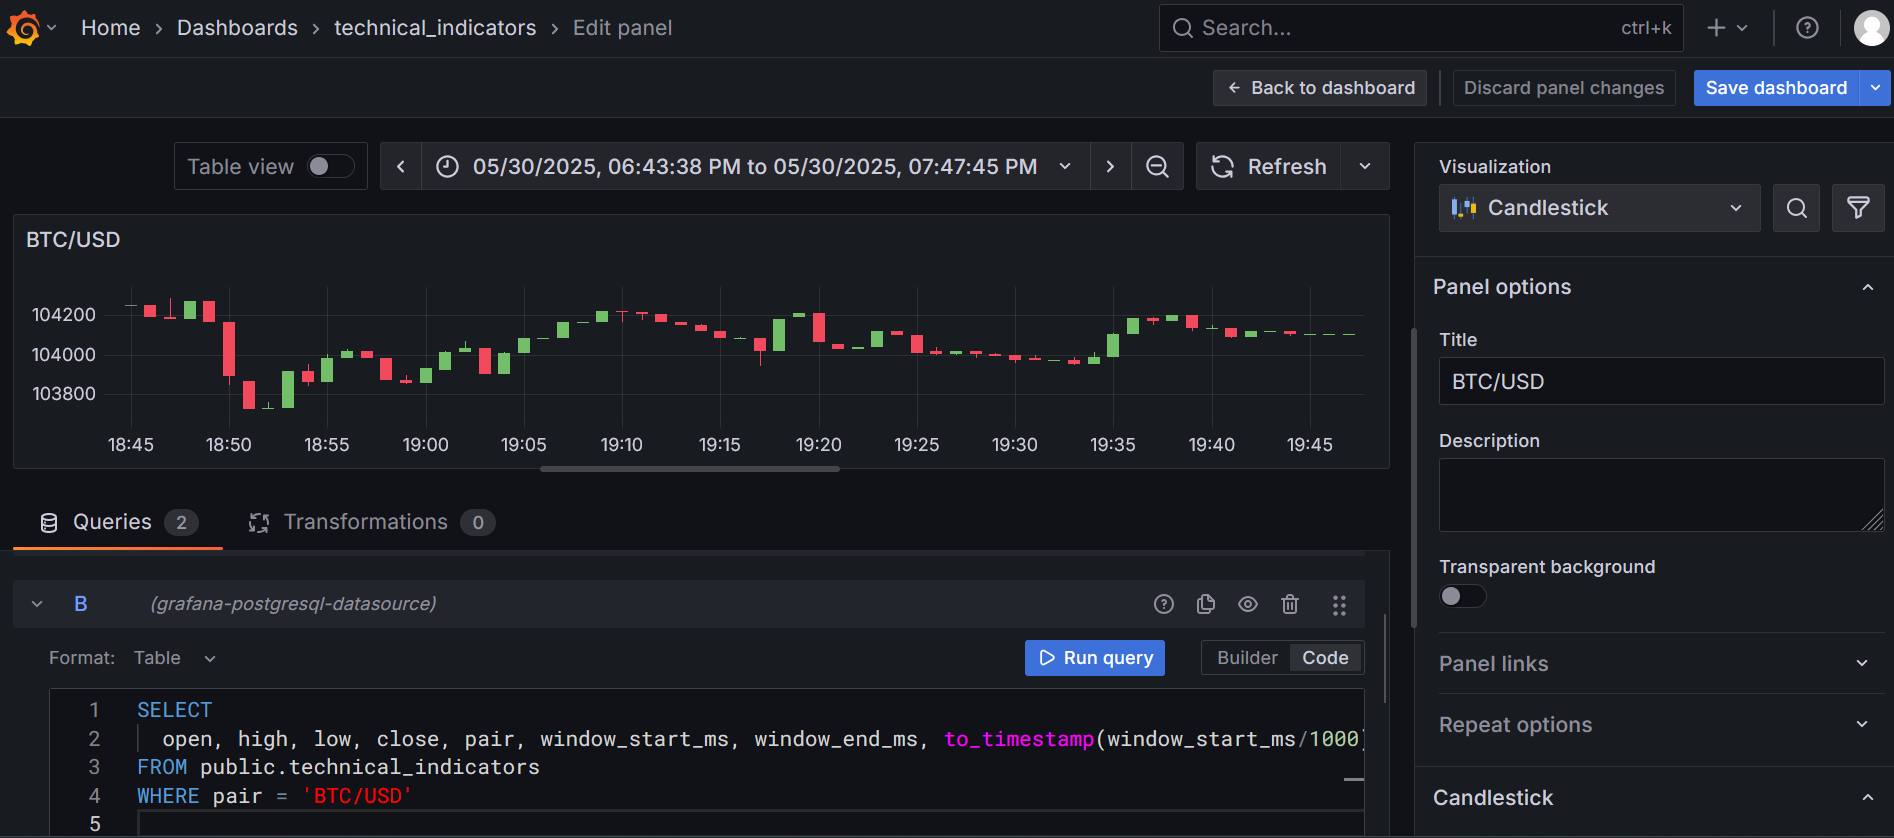 Home > Dashboards > technical_indicators > Edit panel
Search... ctrl+k
Back to dashboard Discard panel changes Save dashboard
Table view 05/30/2025, 06:43:38 PM to 05/30/2025, 07:47:45 PM Refresh
BTC/USD
104200
104000
103800
18:45 18:50 18:55 19:00 19:05 19:10 19:15 19:20 19:25 19:30 19:35 19:40 19:45
Queries 2 Transformations 0
B (grafana-postgresql-datasource)
Format: Table Run query Builder Code
1 SELECT
2 open, high, low, close, pair, window_start_ms, window_end_ms, to_timestamp(window_start_ms/1000)
3 FROM public.technical_indicators
4 WHERE pair = 'BTC/USD'
5
Visualization
Candlestick
Panel options
Title
BTC/USD
Description
Transparent background
Panel links
Repeat options
Candlestick